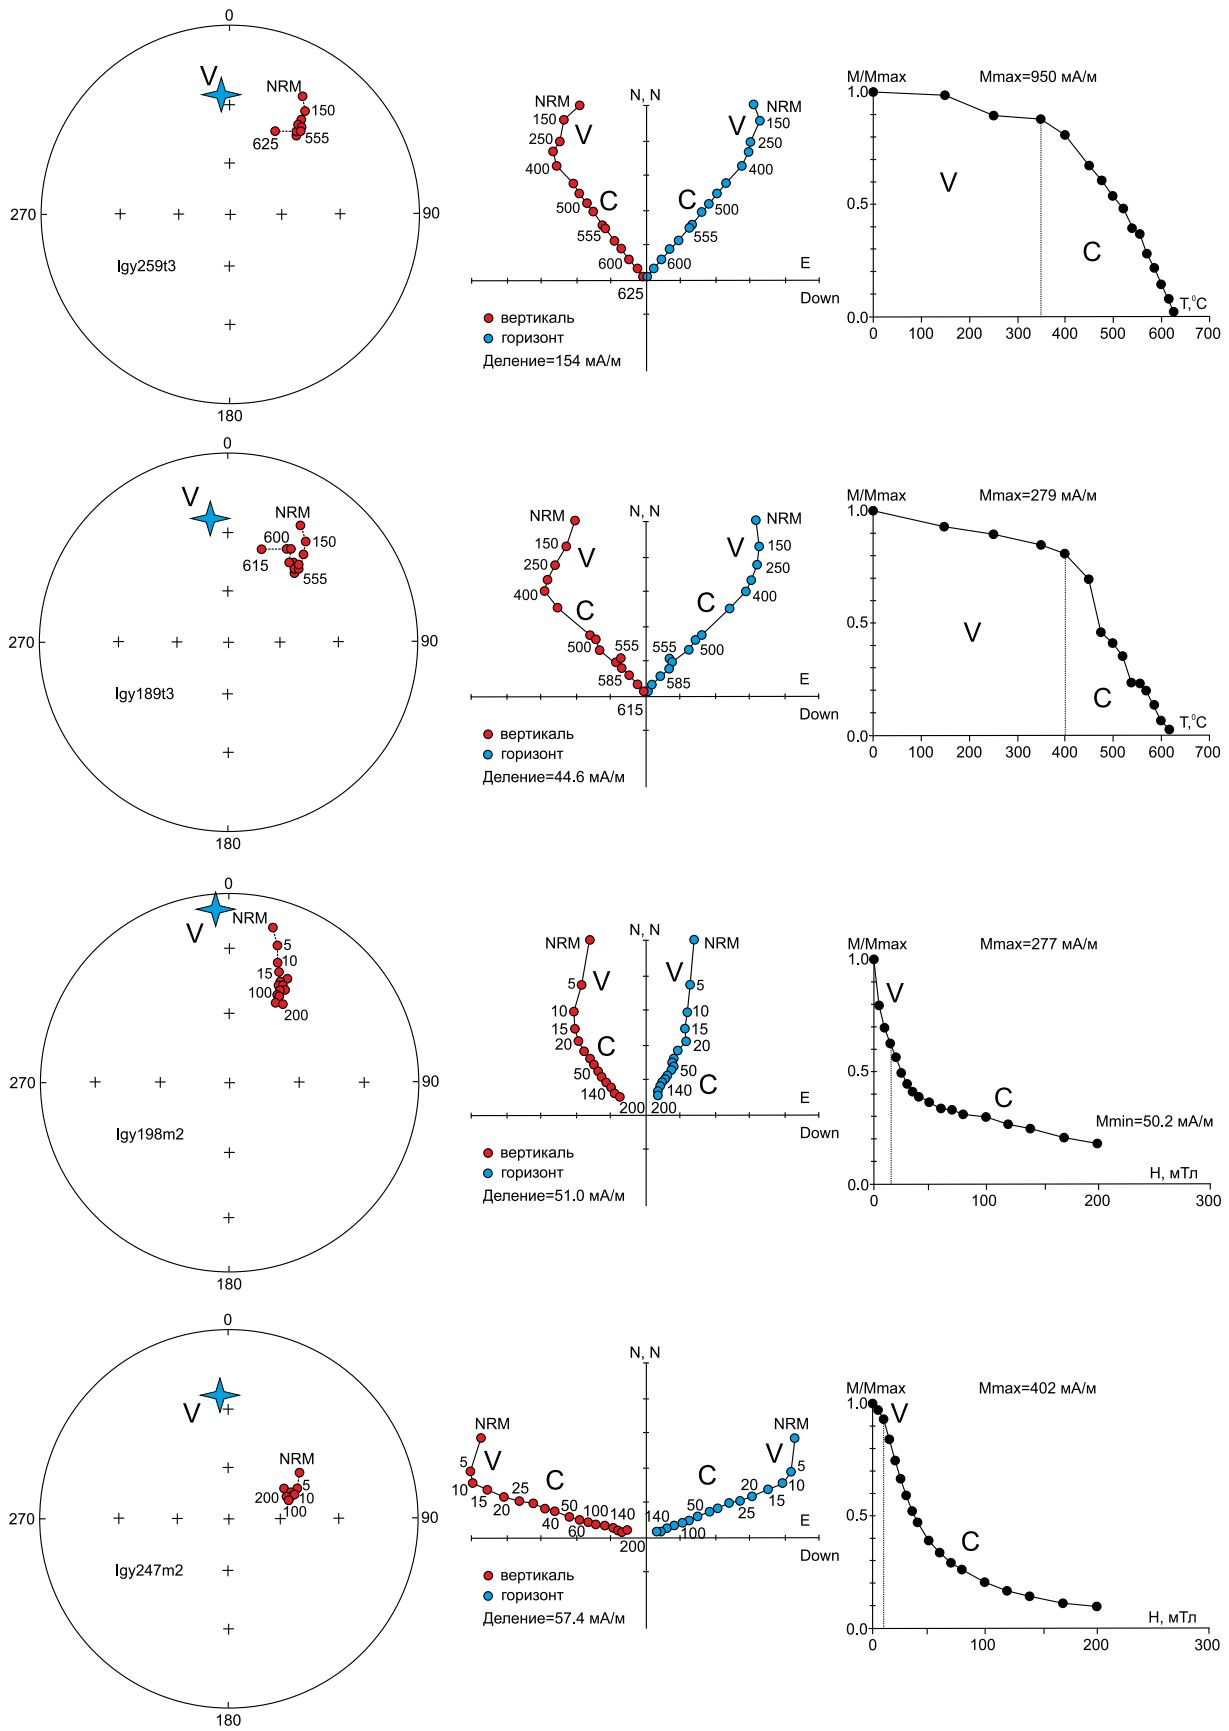 0
V
NRM
150
555
625
270
90
Igy259t3
180
N, N
NRM
NRM
150
V
150
250
250
400
400
C
C
500
500
555
555
600
600
E
625
Down
вертикаль
горизонт
Деление=154 мА/м
M/Mmax
Mmax=950 мА/м
1.0
V
0.5
C
0.0
T,⁰C
0 100 200 300 400 500 600 700
0
V
NRM
600
150
615
555
270
90
Igy189t3
180
N, N
NRM
NRM
150
V
V
150
250
250
400
400
C
C
500
500
555
555
585
585
E
615
Down
вертикаль
горизонт
Деление=44.6 мА/м
M/Mmax
Mmax=279 мА/м
1.0
0.5
V
C
0.0
T,⁰C
0 100 200 300 400 500 600 700
0
V
NRM
5
10
15
100
200
270
90
Igy198m2
180
N, N
NRM
NRM
V
V
5
5
10
10
15
15
20
20
C
50
50
C
140
140
200
200
E
Down
вертикаль
горизонт
Деление=51.0 мА/м
M/Mmax
Mmax=277 мА/м
1.0
V
0.5
C
Mmin=50.2 мА/м
0.0
H, мТл
0 100 200 300
0
V
NRM
5
200
10
100
270
90
Igy247m2
180
N, N
NRM
NRM
V
V
5
5
C
C
10
10
15
15
20
20
25
25
40
50
50
60
100
100
140
140
200
E
Down
вертикаль
горизонт
Деление=57.4 мА/м
M/Mmax
Mmax=402 мА/м
1.0
V
0.5
C
0.0
H, мТл
0 100 200 300